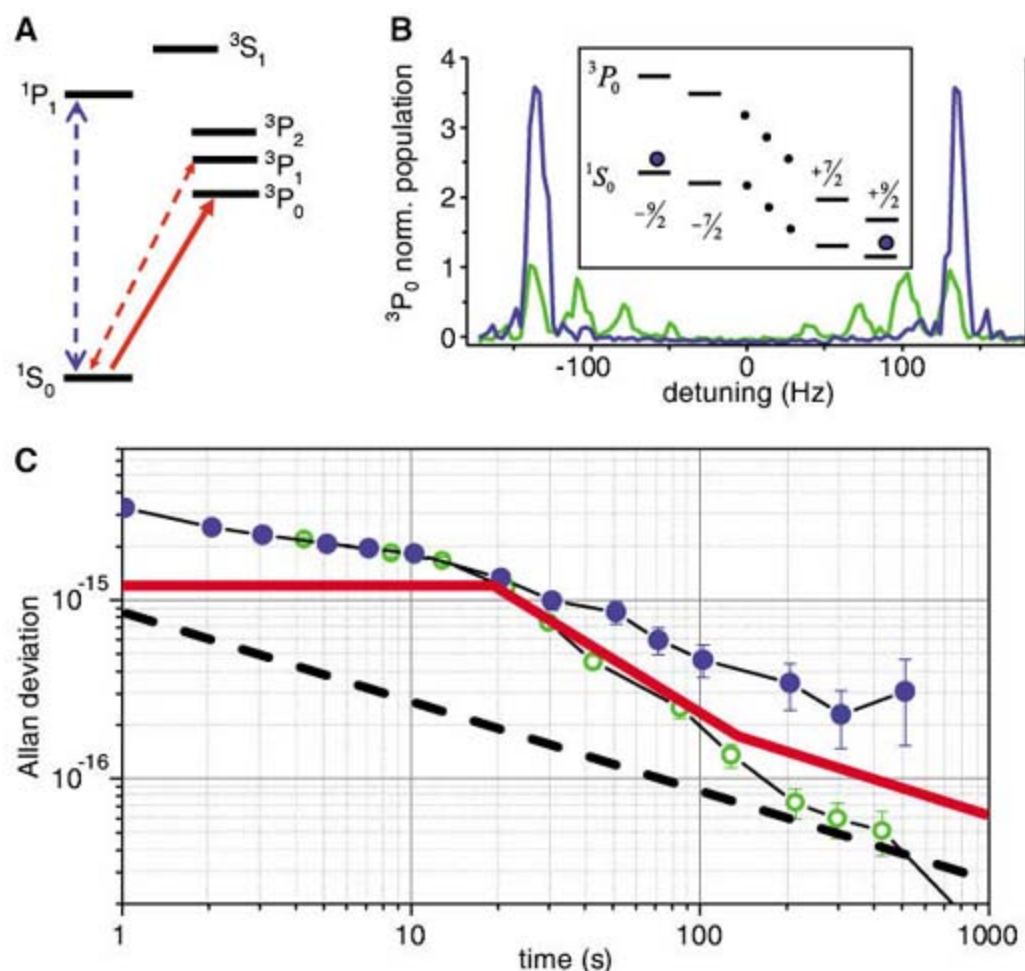 A
³S₁
¹P₁
³P₂
³P₁
³P₀
¹S₀
B
4
3
2
1
0
³P₀ norm. population
³P₀
¹S₀
−9/2
−7/2
+7/2
+9/2
-100
0
100
detuning (Hz)
C
10⁻¹⁵
10⁻¹⁶
Allan deviation
1
10
100
1000
time (s)